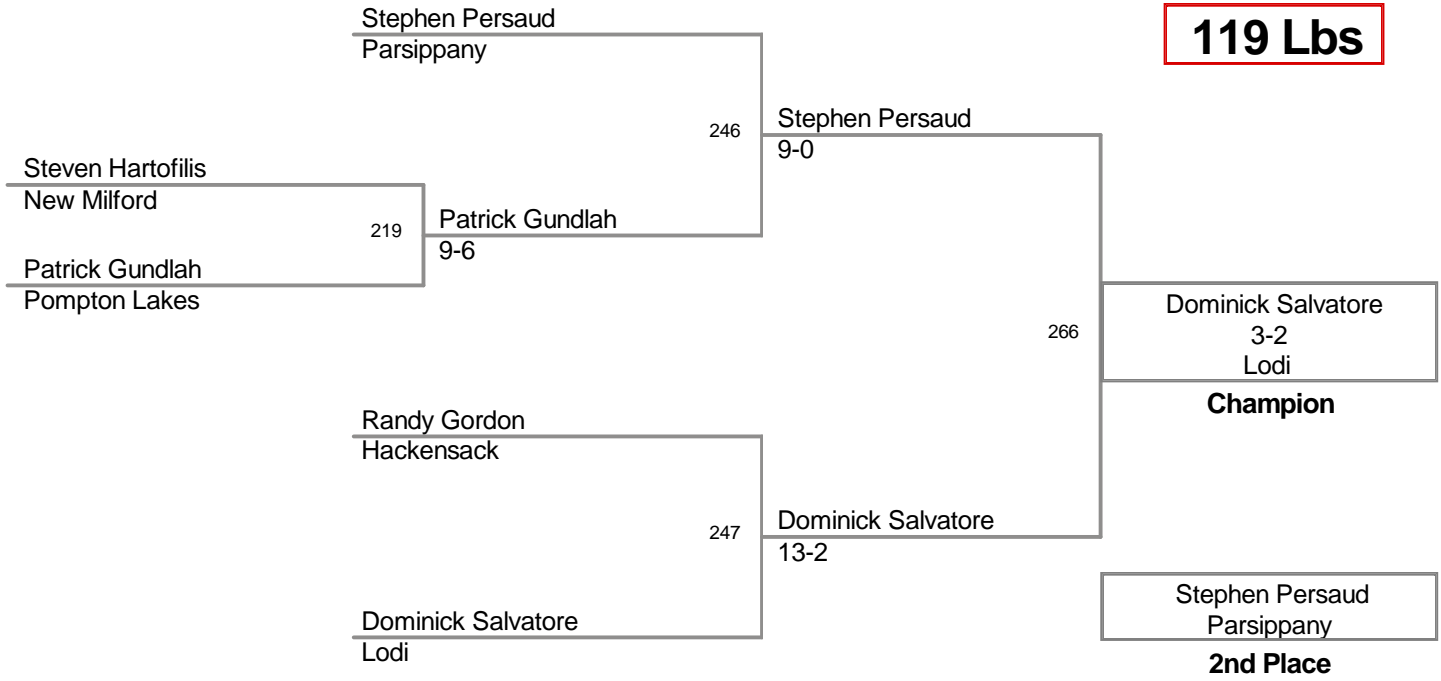 Stephen Persaud
Parsippany
119 Lbs
246
Stephen Persaud
9-0
Steven Hartofilis
New Milford
219
Patrick Gundlah
9-6
Patrick Gundlah
Pompton Lakes
266
Dominick Salvatore
3-2
Lodi
Champion
Randy Gordon
Hackensack
247
Dominick Salvatore
13-2
Dominick Salvatore
Lodi
Stephen Persaud
Parsippany
2nd Place